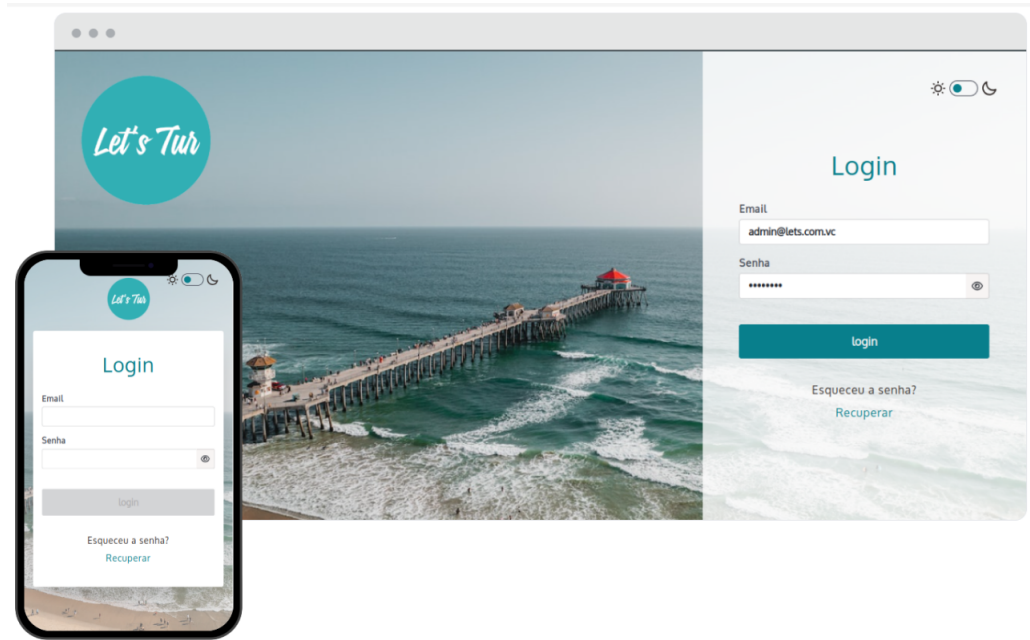 Let's Tur
Login
Email
admin@lets.com.vc
Senha
••••••••
login
Esqueceu a senha?
Recuperar
Let's Tur
Login
Email
Senha
login
Esqueceu a senha?
Recuperar